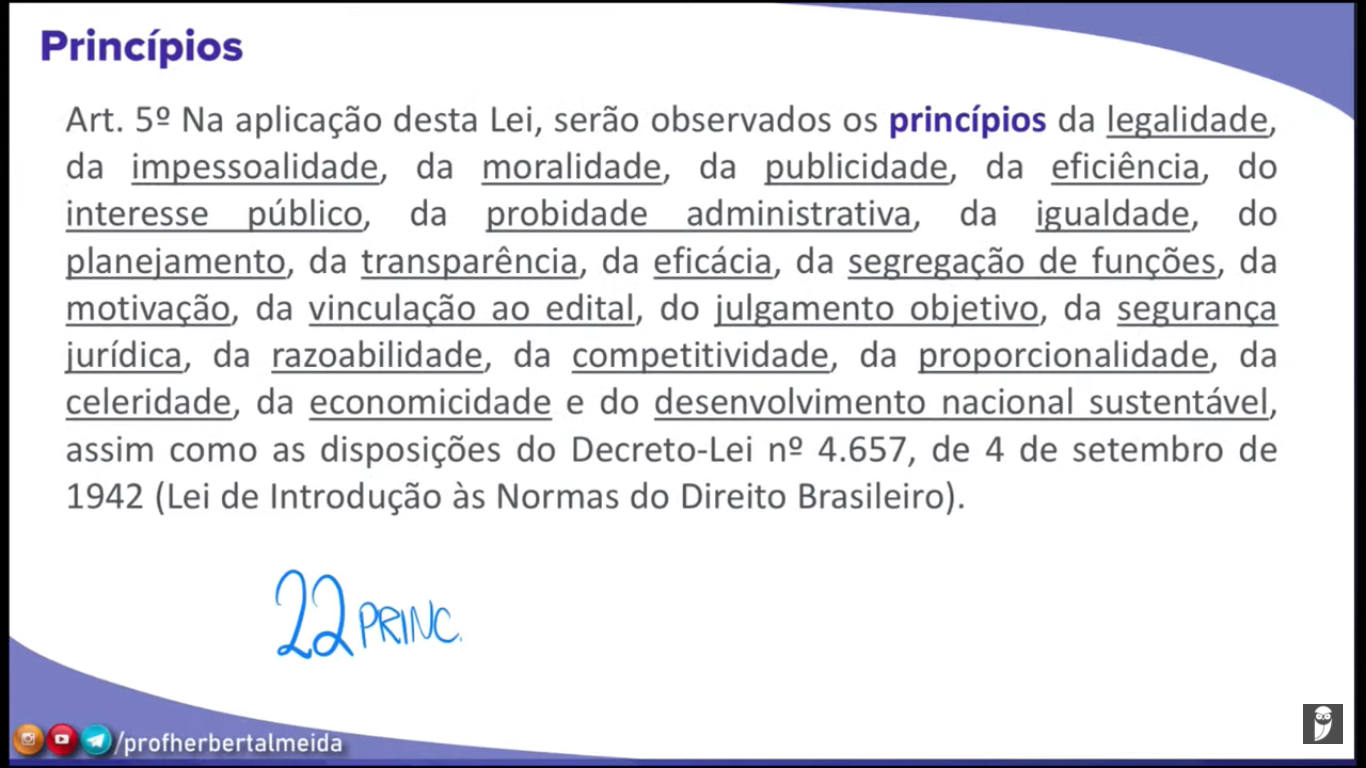 Princípios
Art. 5º Na aplicação desta Lei, serão observados os princípios da legalidade,
da impessoalidade, da moralidade, da publicidade, da eficiência, do
interesse público, da probidade administrativa, da igualdade, do
planejamento, da transparência, da eficácia, da segregação de funções, da
motivação, da vinculação ao edital, do julgamento objetivo, da segurança
jurídica, da razoabilidade, da competitividade, da proporcionalidade, da
celeridade, da economicidade e do desenvolvimento nacional sustentável,
assim como as disposições do Decreto-Lei nº 4.657, de 4 de setembro de
1942 (Lei de Introdução às Normas do Direito Brasileiro).
22 PRINC.
/profherbertalmeida